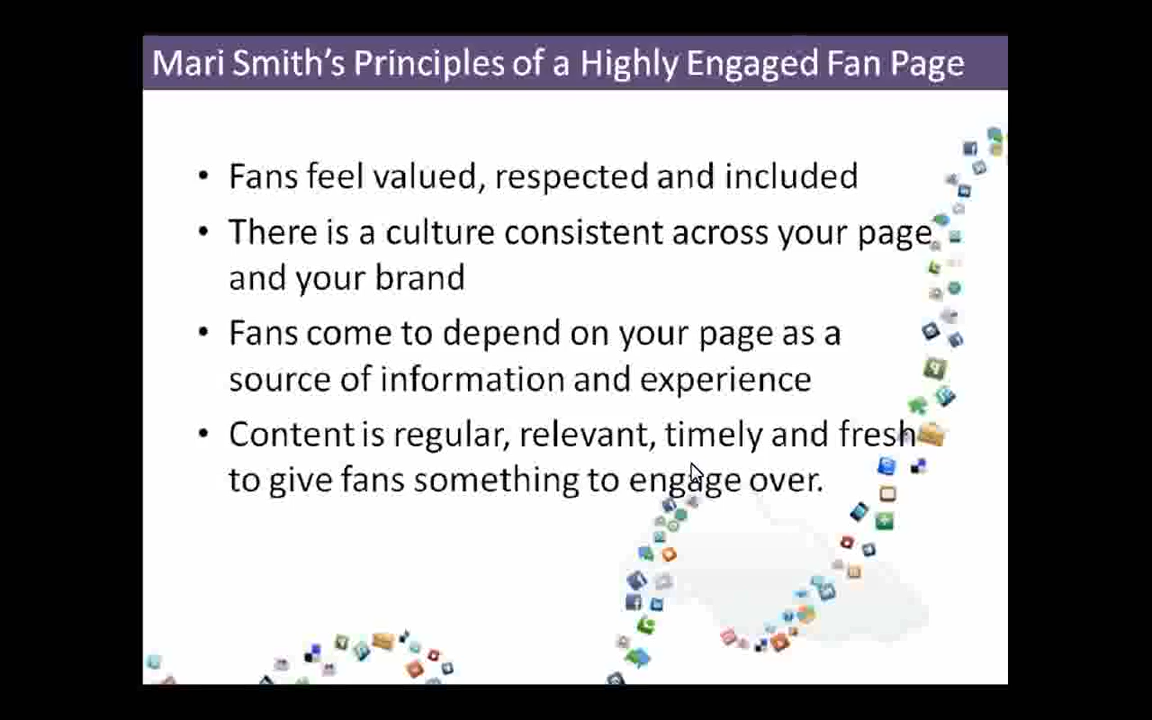 Mari Smith's Principles of a Highly Engaged Fan Page
• Fans feel valued, respected and included
• There is a culture consistent across your page
and your brand
• Fans come to depend on your page as a
source of information and experience
• Content is regular, relevant, timely and fresh
to give fans something to engage over.